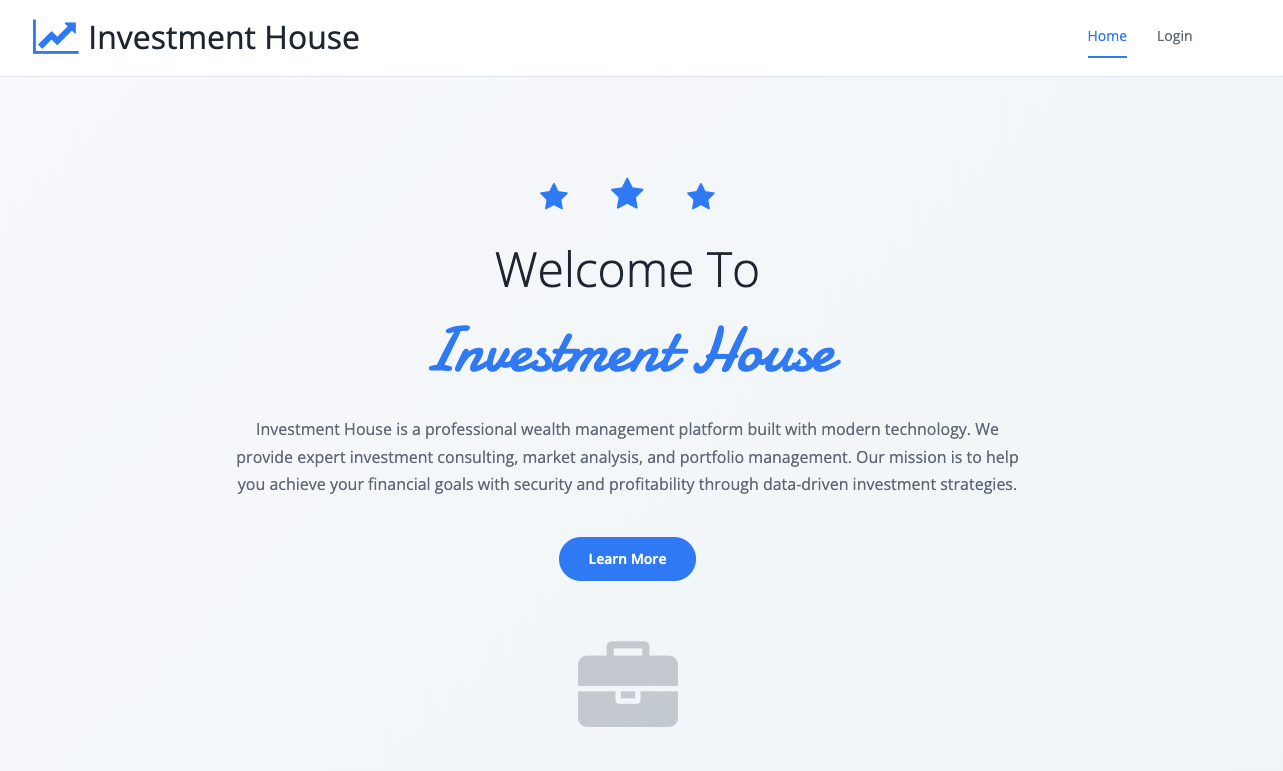 Investment House
Home
Login
Welcome To
Investment House
Investment House is a professional wealth management platform built with modern technology. We
provide expert investment consulting, market analysis, and portfolio management. Our mission is to help
you achieve your financial goals with security and profitability through data-driven investment strategies.
Learn More